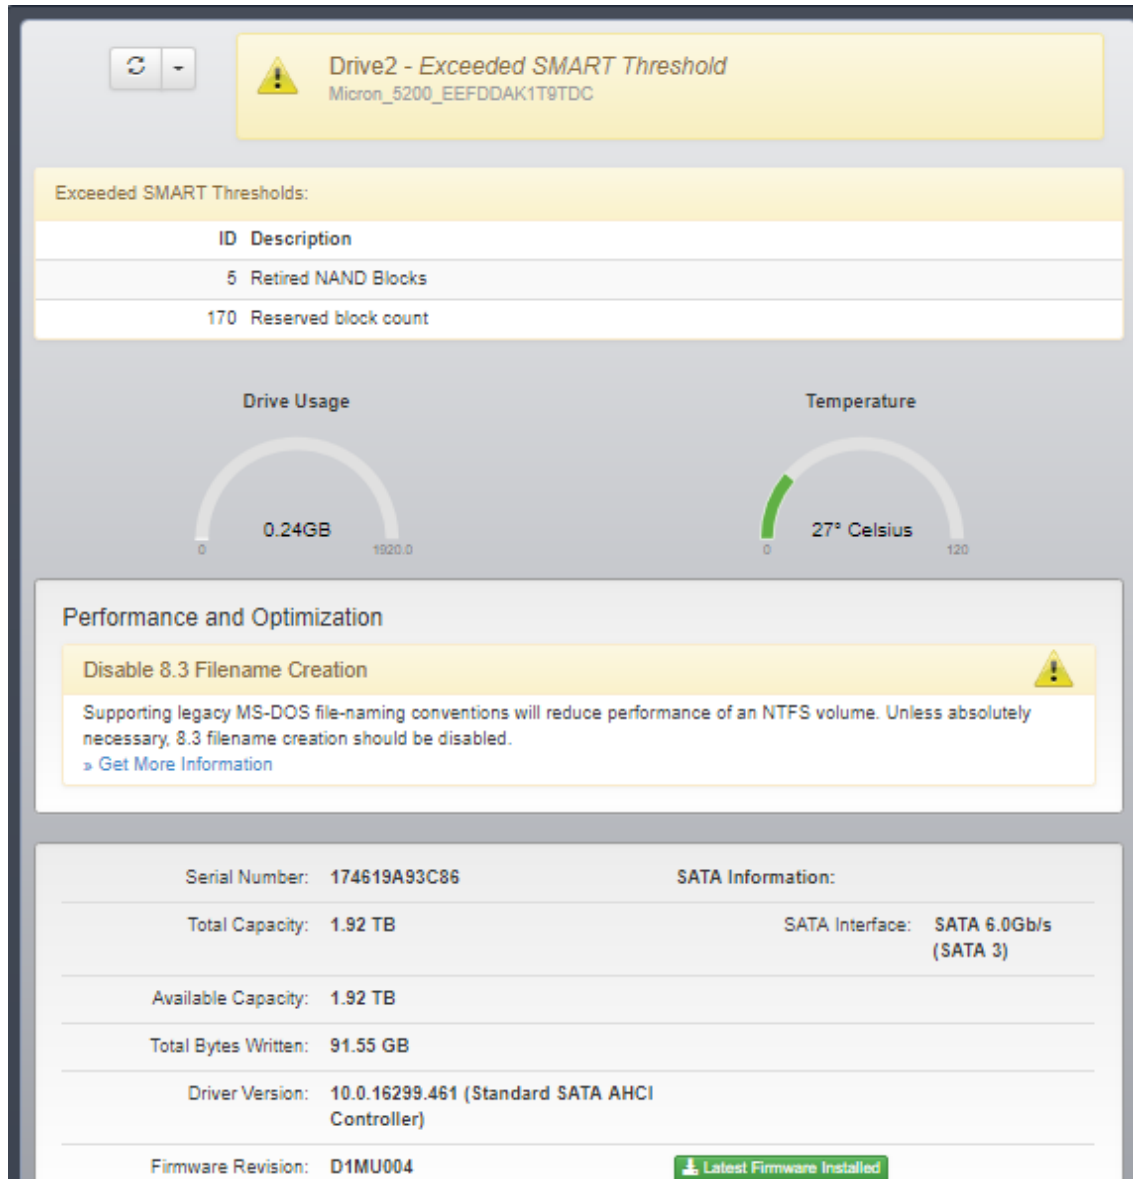 Drive2 - Exceeded SMART Threshold
Micron_5200_EEFDDAK1T9TDC
Exceeded SMART Thresholds:
ID Description
5 Retired NAND Blocks
170 Reserved block count
Drive Usage
0.24GB
0 1920.0
Temperature
27° Celsius
0 120
Performance and Optimization
Disable 8.3 Filename Creation
Supporting legacy MS-DOS file-naming conventions will reduce performance of an NTFS volume. Unless absolutely
necessary, 8.3 filename creation should be disabled.
» Get More Information
Serial Number: 174619A93C86
Total Capacity: 1.92 TB
Available Capacity: 1.92 TB
Total Bytes Written: 91.55 GB
Driver Version: 10.0.16299.461 (Standard SATA AHCI
Controller)
Firmware Revision: D1MU004
Latest Firmware Installed
SATA Information:
SATA Interface: SATA 6.0Gb/s
(SATA 3)